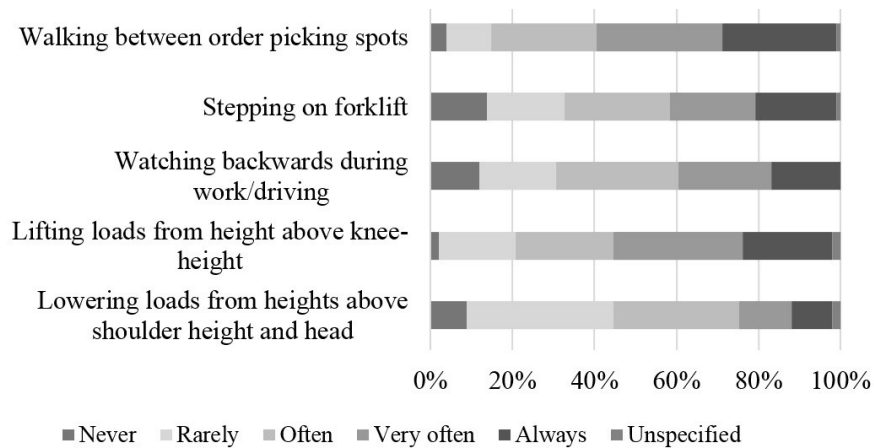 Walking between order picking spots
Stepping on forklift
Watching backwards during
work/driving
Lifting loads from height above knee-
height
Lowering loads from heights above
shoulder height and head
0% 20% 40% 60% 80% 100%
Never Rarely Often Very often Always Unspecified